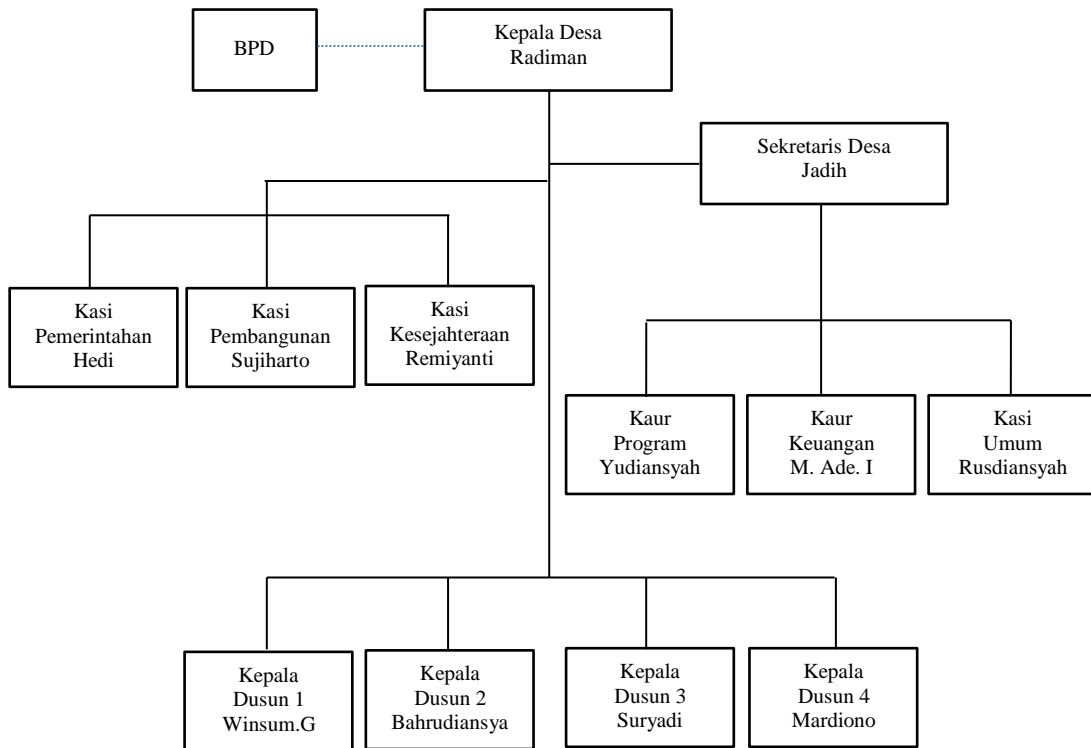 BPD
Kepala Desa
Radiman
Sekretaris Desa
Jadih
Kasi
Pemerintahan
Hedi
Kasi
Pembangunan
Sujiharto
Kasi
Kesejahteraan
Remiyanti
Kaur
Program
Yudiansyah
Kaur
Keuangan
M. Ade. I
Kasi
Umum
Rusdiansyah
Kepala
Dusun 1
Winsum.G
Kepala
Dusun 2
Bahrudiansya
Kepala
Dusun 3
Suryadi
Kepala
Dusun 4
Mardiono